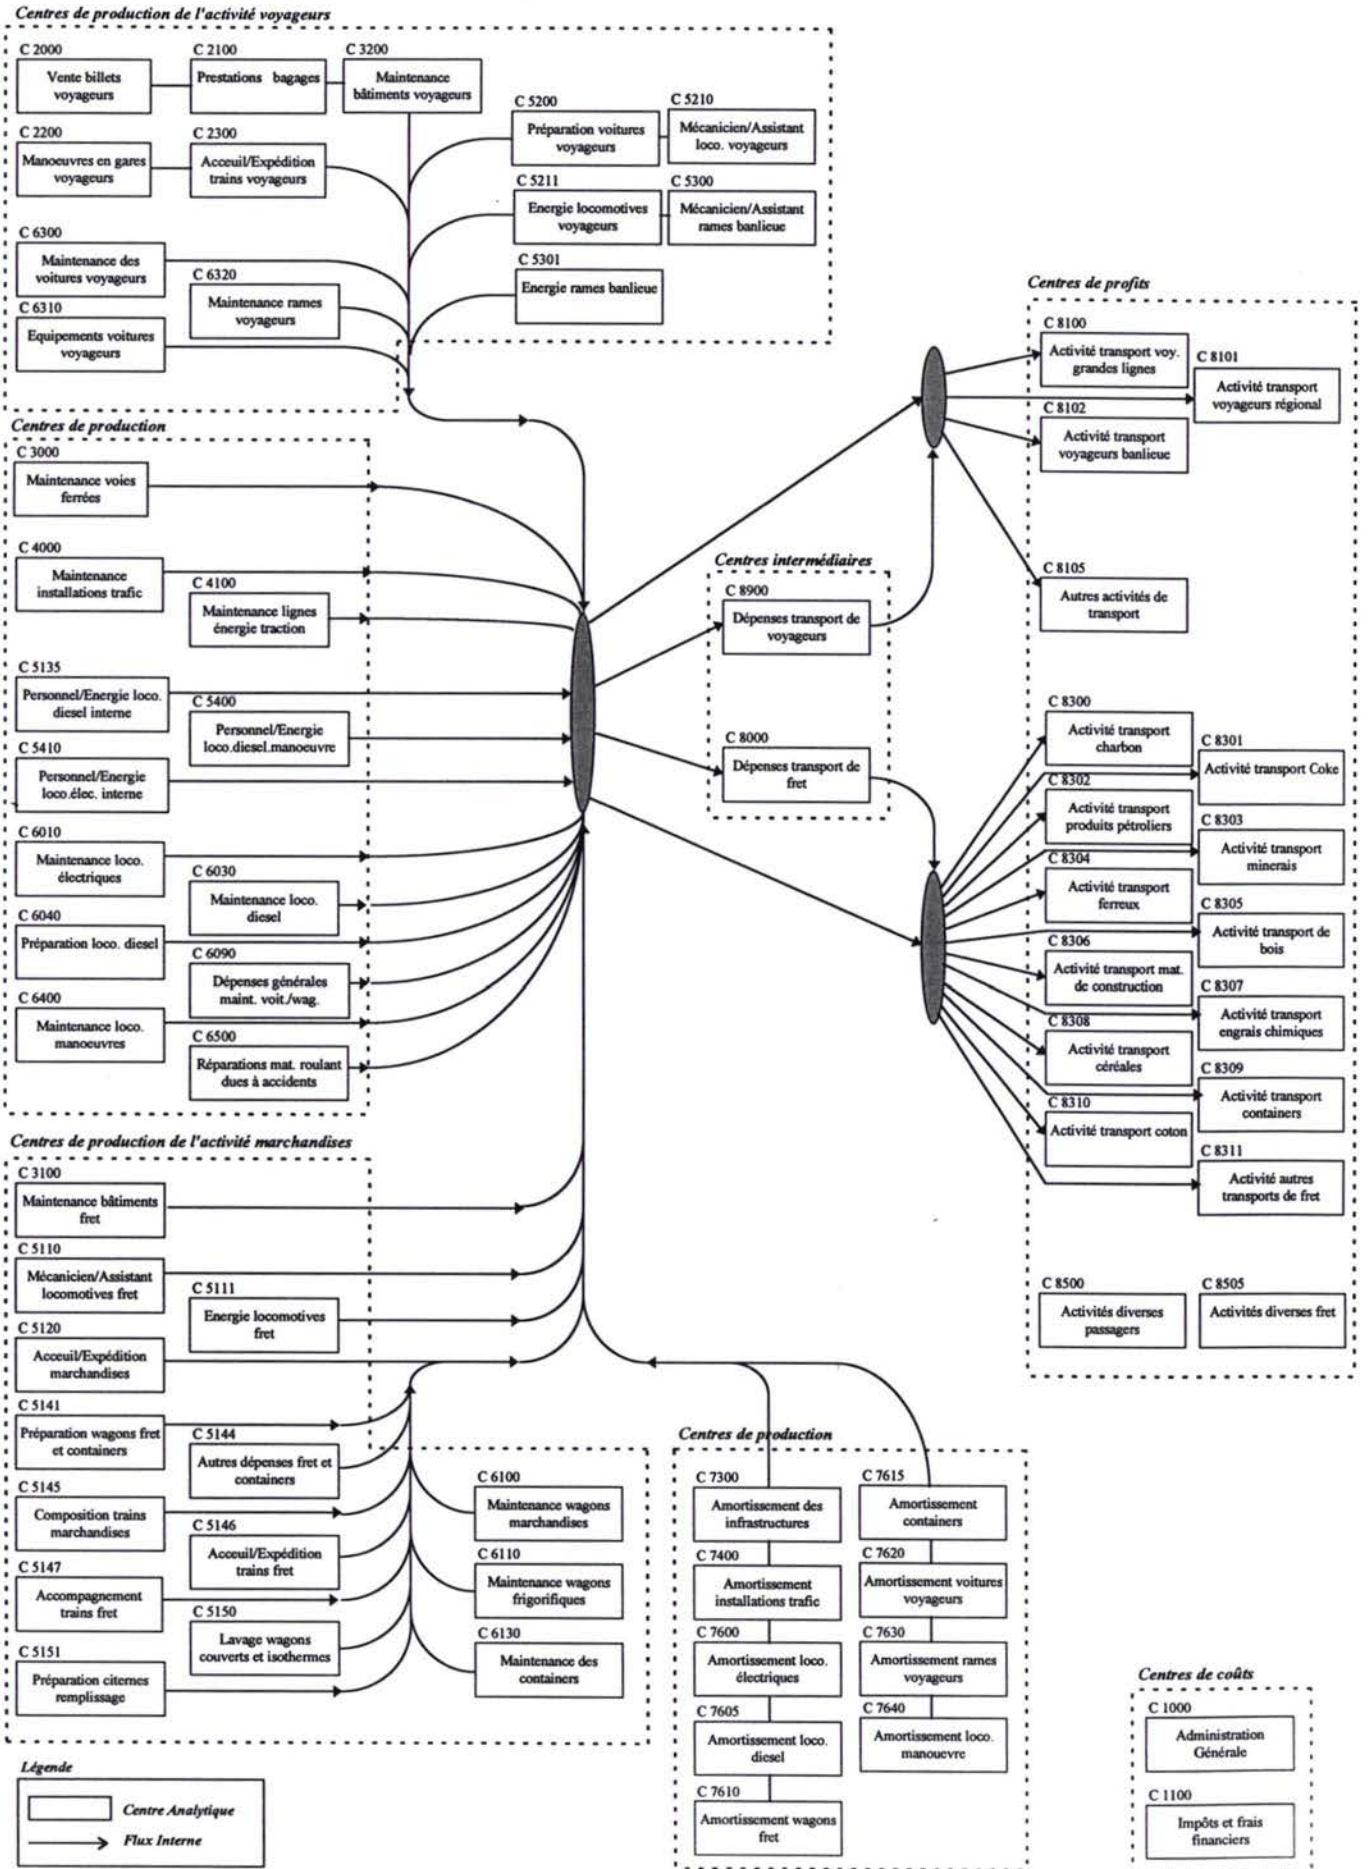 Centres de production de l'activité voyageurs
C 2000
Vente billets
voyageurs
C 2100
Prestations bagages
C 3200
Maintenance
bâtiments voyageurs
C 2200
Manoeuvres en gares
voyageurs
C 2300
Acceuil/Expédition
trains voyageurs
C 5200
Préparation voitures
voyageurs
C 5210
Mécanicien/Assistant
loco. voyageurs
C 5211
Energie locomotives
voyageurs
C 5300
Mécanicien/Assistant
rames banlieue
C 6300
Maintenance des
voitures voyageurs
C 6320
Maintenance rames
voyageurs
C 5301
Energie rames banlieue
C 6310
Equipements voitures
voyageurs
Centres de production
C 3000
Maintenance voies
ferrées
C 4000
Maintenance
installations trafic
C 4100
Maintenance lignes
énergie traction
C 5135
Personnel/Energie loco.
diesel interne
C 5400
Personnel/Energie
loco.diesel.manoeuvre
C 5410
Personnel/Energie
loco.élec. interne
C 6010
Maintenance loco.
électriques
C 6030
Maintenance loco.
diesel
C 6040
Préparation loco. diesel
C 6090
Dépenses générales
maint. voit./wag.
C 6400
Maintenance loco.
manoeuvres
C 6500
Réparations mat. roulant
dues à accidents
Centres intermédiaires
C 8900
Dépenses transport de
voyageurs
C 8000
Dépenses transport de
fret
Centres de profits
C 8100
Activité transport voy.
grandes lignes
C 8101
Activité transport
voyageurs régional
C 8102
Activité transport
voyageurs banlieue
C 8105
Autres activités de
transport
C 8300
Activité transport
charbon
C 8301
Activité transport Coke
C 8302
Activité transport
produits pétroliers
C 8303
Activité transport
minerais
C 8304
Activité transport
ferreux
C 8305
Activité transport de
bois
C 8306
Activité transport mat.
de construction
C 8307
Activité transport
engrais chimiques
C 8308
Activité transport
céréales
C 8309
Activité transport
containers
C 8310
Activité transport coton
C 8311
Activité autres
transports de fret
C 8500
Activités diverses
passagers
C 8505
Activités diverses fret
Centres de production de l'activité marchandises
C 3100
Maintenance bâtiments
fret
C 5110
Mécanicien/Assistant
locomotives fret
C 5111
Energie locomotives
fret
C 5120
Acceuil/Expédition
marchandises
C 5141
Préparation wagons fret
et containers
C 5144
Autres dépenses fret et
containers
C 5145
Composition trains
marchandises
C 5146
Acceuil/Expédition
trains fret
C 5147
Accompagnement
trains fret
C 5150
Lavage wagons
couverts et isothermes
C 5151
Préparation citernes
remplissage
C 6100
Maintenance wagons
marchandises
C 6110
Maintenance wagons
frigorifiques
C 6130
Maintenance des
containers
Centres de production
C 7300
Amortissement des
infrastructures
C 7400
Amortissement
installations trafic
C 7600
Amortissement loco.
électriques
C 7605
Amortissement loco.
diesel
C 7610
Amortissement wagons
fret
C 7615
Amortissement
containers
C 7620
Amortissement voitures
voyageurs
C 7630
Amortissement rames
voyageurs
C 7640
Amortissement loco.
manouevre
Centres de coûts
C 1000
Administration
Générale
C 1100
Impôts et frais
financiers
Légende
Centre Analytique
Flux Interne